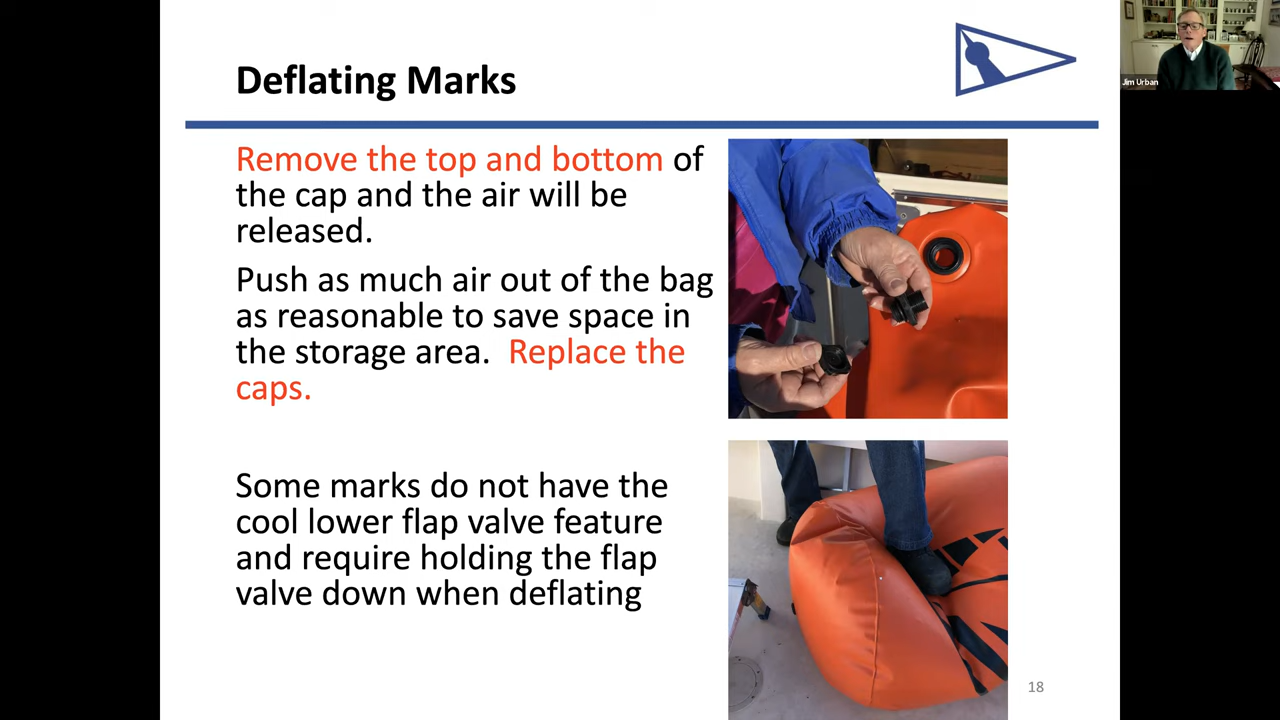 Deflating Marks
Remove the top and bottom of
the cap and the air will be
released.
Push as much air out of the bag
as reasonable to save space in
the storage area.  Replace the
caps.
Some marks do not have the
cool lower flap valve feature
and require holding the flap
valve down when deflating
18
Jim Urban